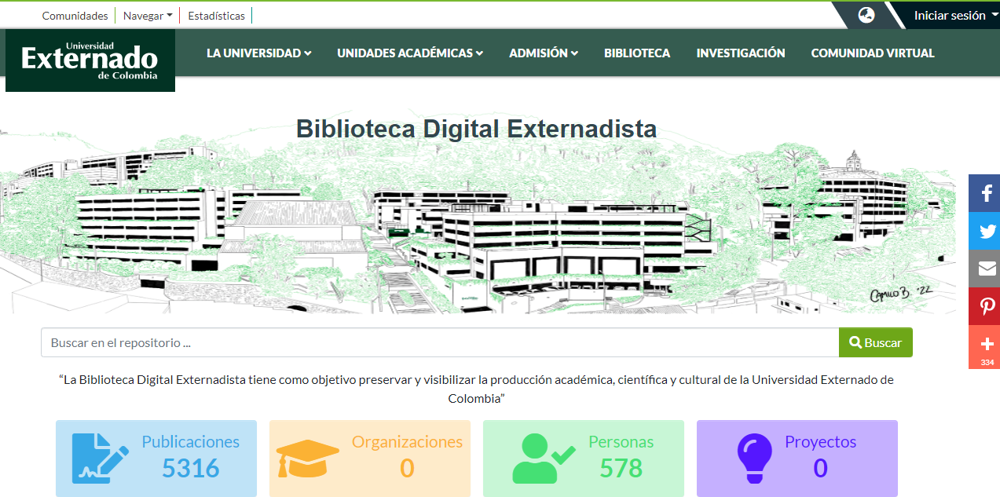 Comunidades
Navegar
Estadísticas
Iniciar sesión
Universidad
Externado
de Colombia
LA UNIVERSIDAD
UNIDADES ACADÉMICAS
ADMISIÓN
BIBLIOTECA
INVESTIGACIÓN
COMUNIDAD VIRTUAL
Biblioteca Digital Externadista
Camilo B. '22
Buscar en el repositorio ...
Buscar
334
“La Biblioteca Digital Externadista tiene como objetivo preservar y visibilizar la producción académica, científica y cultural de la Universidad Externado de
Colombia”
Publicaciones
5316
Organizaciones
0
Personas
578
Proyectos
0